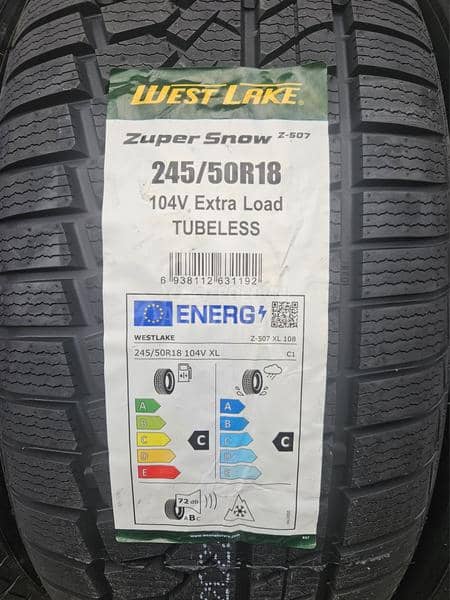 WEST LAKE®
Zuper Snow Z-507
245/50R18
104V Extra Load
TUBELESS
6 938112 631192
ENERG
WESTLAKE Z-507 XL 108
245/50R18 104V XL C1
A
B
C
D
E
C
A
B
C
D
E
C
72 dB
ABC